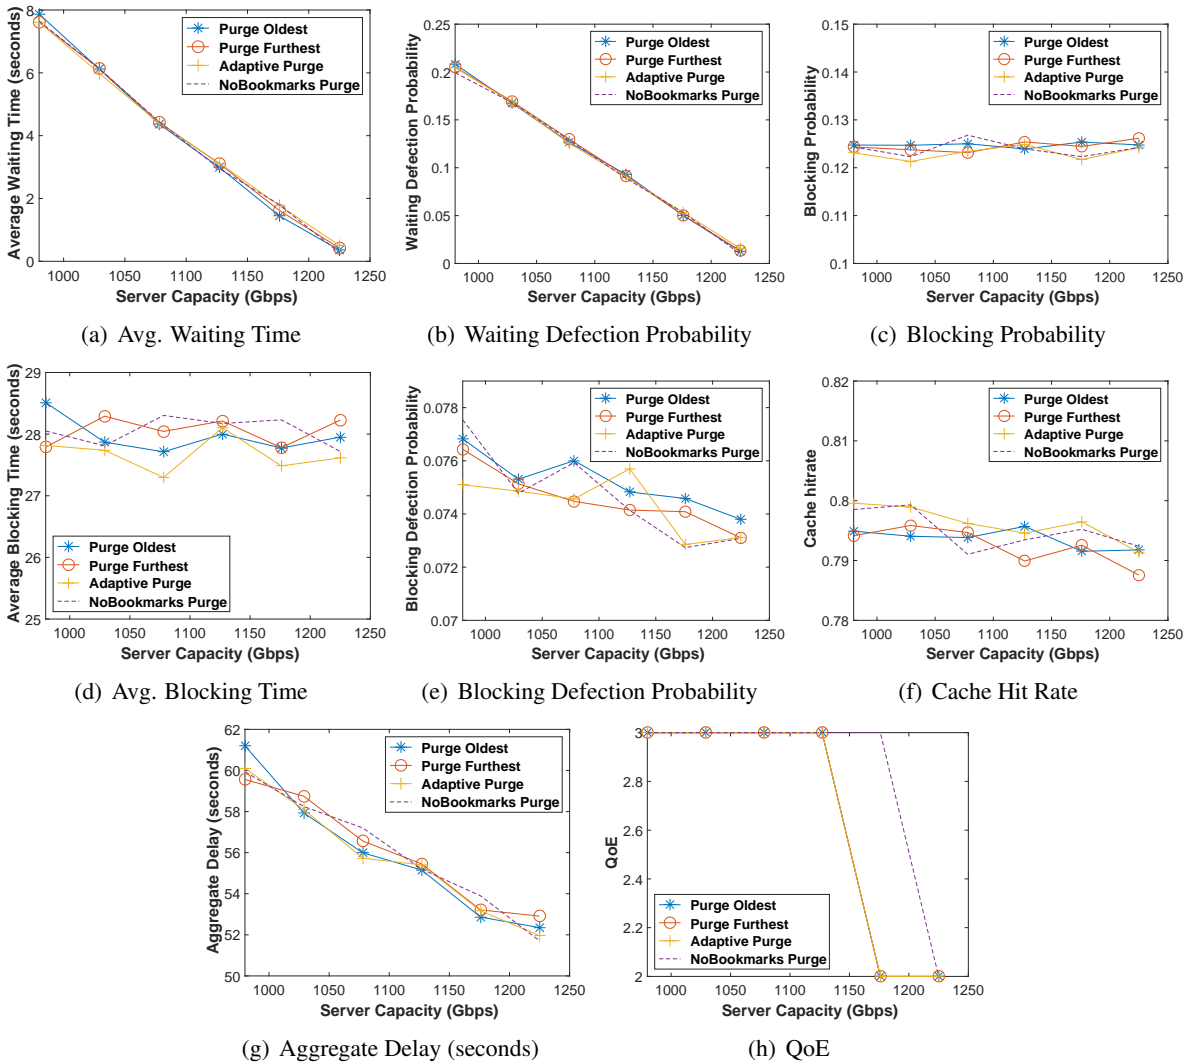 8
6
4
2
0
1000 1050 1100 1150 1200 1250
Average Waiting Time (seconds)
Server Capacity (Gbps)
Purge Oldest
Purge Furthest
Adaptive Purge
NoBookmarks Purge
(a) Avg. Waiting Time
0.25
0.2
0.15
0.1
0.05
0
1000 1050 1100 1150 1200 1250
Waiting Defection Probability
Server Capacity (Gbps)
Purge Oldest
Purge Furthest
Adaptive Purge
NoBookmarks Purge
(b) Waiting Defection Probability
0.15
0.14
0.13
0.12
0.11
0.1
1000 1050 1100 1150 1200 1250
Blocking Probability
Server Capacity (Gbps)
Purge Oldest
Purge Furthest
Adaptive Purge
NoBookmarks Purge
(c) Blocking Probability
29
28
27
26
25
1000 1050 1100 1150 1200 1250
Average Blocking Time (seconds)
Server Capacity (Gbps)
Purge Oldest
Purge Furthest
Adaptive Purge
NoBookmarks Purge
(d) Avg. Blocking Time
0.078
0.076
0.074
0.072
0.07
1000 1050 1100 1150 1200 1250
Blocking Defection Probability
Server Capacity (Gbps)
Purge Oldest
Purge Furthest
Adaptive Purge
NoBookmarks Purge
(e) Blocking Defection Probability
0.82
0.81
0.8
0.79
0.78
1000 1050 1100 1150 1200 1250
Cache hitrate
Server Capacity (Gbps)
Purge Oldest
Purge Furthest
Adaptive Purge
NoBookmarks Purge
(f) Cache Hit Rate
62
60
58
56
54
52
50
1000 1050 1100 1150 1200 1250
Aggregate Delay (seconds)
Server Capacity (Gbps)
Purge Oldest
Purge Furthest
Adaptive Purge
NoBookmarks Purge
(g) Aggregate Delay (seconds)
3
2.8
2.6
2.4
2.2
2
1000 1050 1100 1150 1200 1250
QoE
Server Capacity (Gbps)
Purge Oldest
Purge Furthest
Adaptive Purge
NoBookmarks Purge
(h) QoE